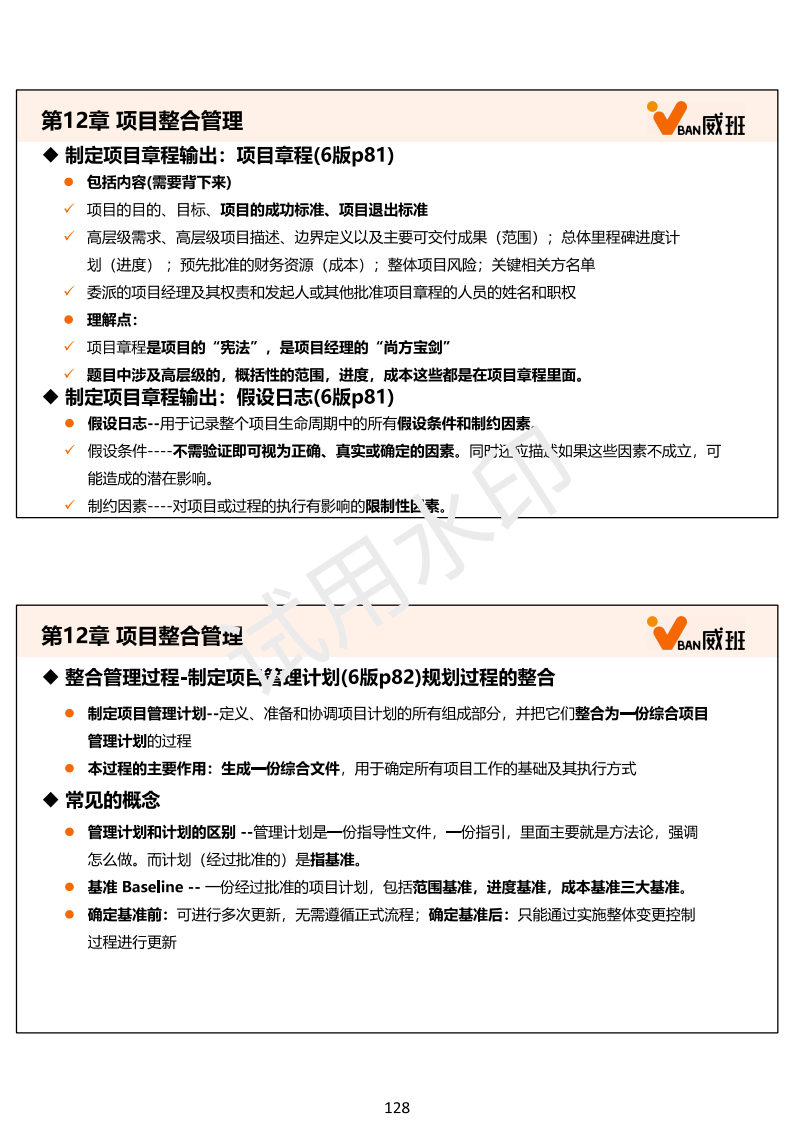 第12章 项目整合管理
BAN威班
◆ 制定项目章程输出：项目章程(6版p81)
● 包括内容(需要背下来)
✓ 项目的目的、目标、项目的成功标准、项目退出标准
✓ 高层级需求、高层级项目描述、边界定义以及主要可交付成果（范围）；总体里程碑进度计
划（进度）；预先批准的财务资源（成本）；整体项目风险；关键相关方名单
✓ 委派的项目经理及其权责和发起人或其他批准项目章程的人员的姓名和职权
● 理解点：
✓ 项目章程是项目的“宪法”，是项目经理的“尚方宝剑”
✓ 题目中涉及高层级的，概括性的范围，进度，成本这些都是在项目章程里面。
◆ 制定项目章程输出：假设日志(6版p81)
● 假设日志--用于记录整个项目生命周期中的所有假设条件和制约因素.
✓ 假设条件----不需验证即可视为正确、真实或确定的因素。同时还应描述如果这些因素不成立，可
能造成的潜在影响。
✓ 制约因素----对项目或过程的执行有影响的限制性因素。
试用水印
第12章 项目整合管理
BAN威班
◆ 整合管理过程-制定项目管理计划(6版p82)规划过程的整合
● 制定项目管理计划--定义、准备和协调项目计划的所有组成部分，并把它们整合为一份综合项目
管理计划的过程
● 本过程的主要作用：生成一份综合文件，用于确定所有项目工作的基础及其执行方式
◆ 常见的概念
● 管理计划和计划的区别 --管理计划是一份指导性文件，一份指引，里面主要就是方法论，强调
怎么做。而计划（经过批准的）是指基准。
● 基准 Baseline -- 一份经过批准的项目计划，包括范围基准，进度基准，成本基准三大基准。
● 确定基准前：可进行多次更新，无需遵循正式流程；确定基准后：只能通过实施整体变更控制
过程进行更新
128